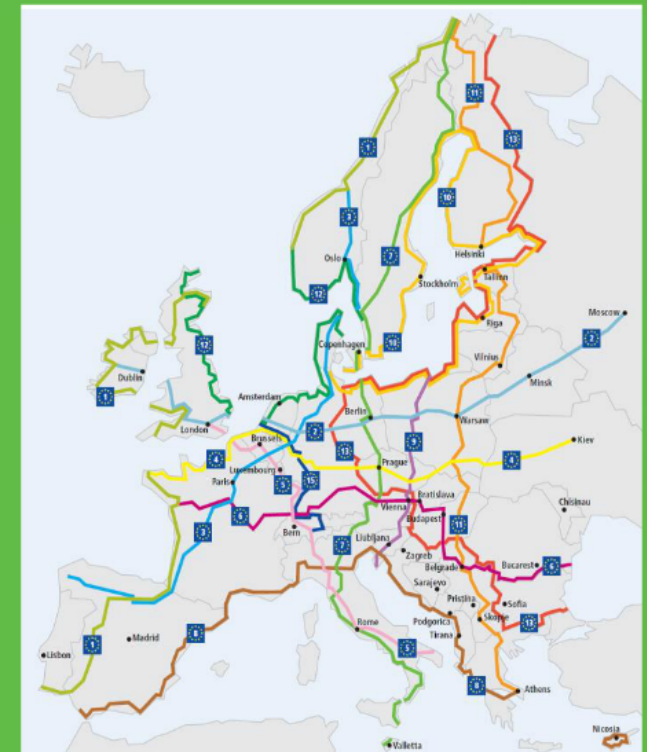 11
1
13
3
10
Oslo
7
Helsinki
12
Stockholm
Tallinn
Riga
Moscow
Copenhagen
10
2
12
Vilnius
Dublin
Minsk
1
Amsterdam
London
Berlin
2
Warsaw
Brussels
13
9
4
Kiev
Luxembourg
5
15
Prague
4
Paris
6
Vienna
Bratislava
Budapest
Chisinau
3
Bern
7
Ljubljana
11
Zagreb
Belgrade
Bucarest
6
Sarajevo
Pristina
Sofia
Madrid
8
Rome
Podgorica
Skopje
13
Lisbon
1
5
Tirana
8
Athens
Nicosia
Valletta